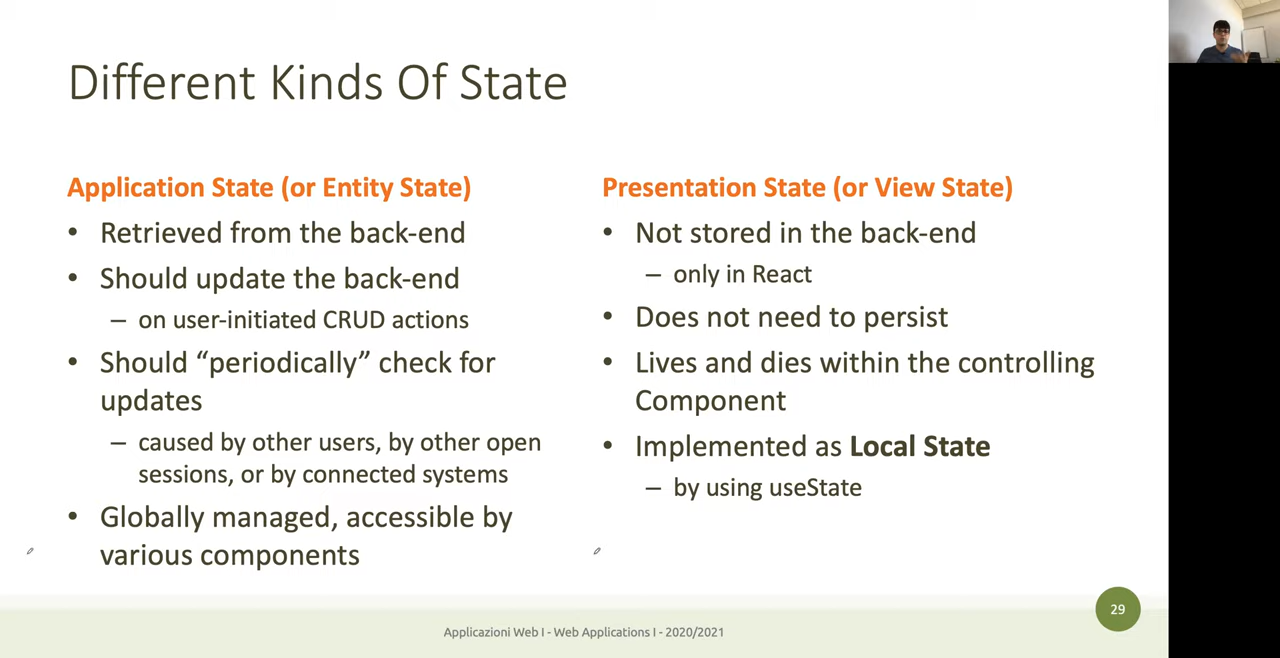 Different Kinds Of State
Application State (or Entity State)
• Retrieved from the back-end
• Should update the back-end
– on user-initiated CRUD actions
• Should “periodically” check for
updates
– caused by other users, by other open
sessions, or by connected systems
• Globally managed, accessible by
various components
Presentation State (or View State)
• Not stored in the back-end
– only in React
• Does not need to persist
• Lives and dies within the controlling
Component
• Implemented as Local State
– by using useState
29
Applicazioni Web I - Web Applications I - 2020/2021